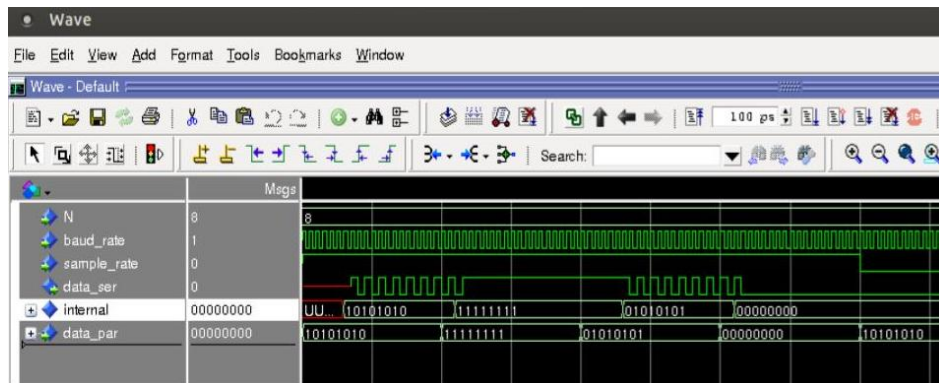 Wave
File Edit View Add Format Tools Bookmarks Window
Wave - Default
100 ps
Search:
Msgs
N 8 8
baud_rate 1
sample_rate 0
data_ser 0
internal 00000000 UU... 10101010 11111111 01010101 00000000
data_par 00000000 10101010 11111111 01010101 00000000 10101010